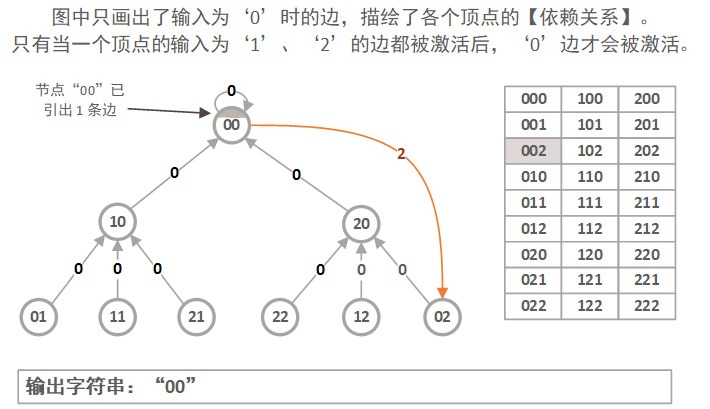 图中只画出了输入为‘0’时的边，描绘了各个顶点的【依赖关系】。
只有当一个顶点的输入为‘1’、‘2’的边都被激活后，‘0’边才会被激活。
节点“00”已
引出1条边
0
00
2
0
0
10
20
0
0
0
0
0
0
01
11
21
22
12
02
000 100 200
001 101 201
002 102 202
010 110 210
011 111 211
012 112 212
020 120 220
021 121 221
022 122 222
输出字符串：“00”